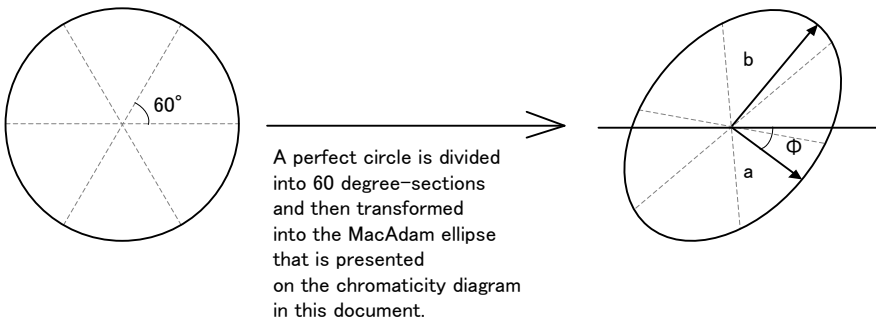 60°
A perfect circle is divided
into 60 degree-sections
and then transformed
into the MacAdam ellipse
that is presented
on the chromaticity diagram
in this document.
b
Φ
a